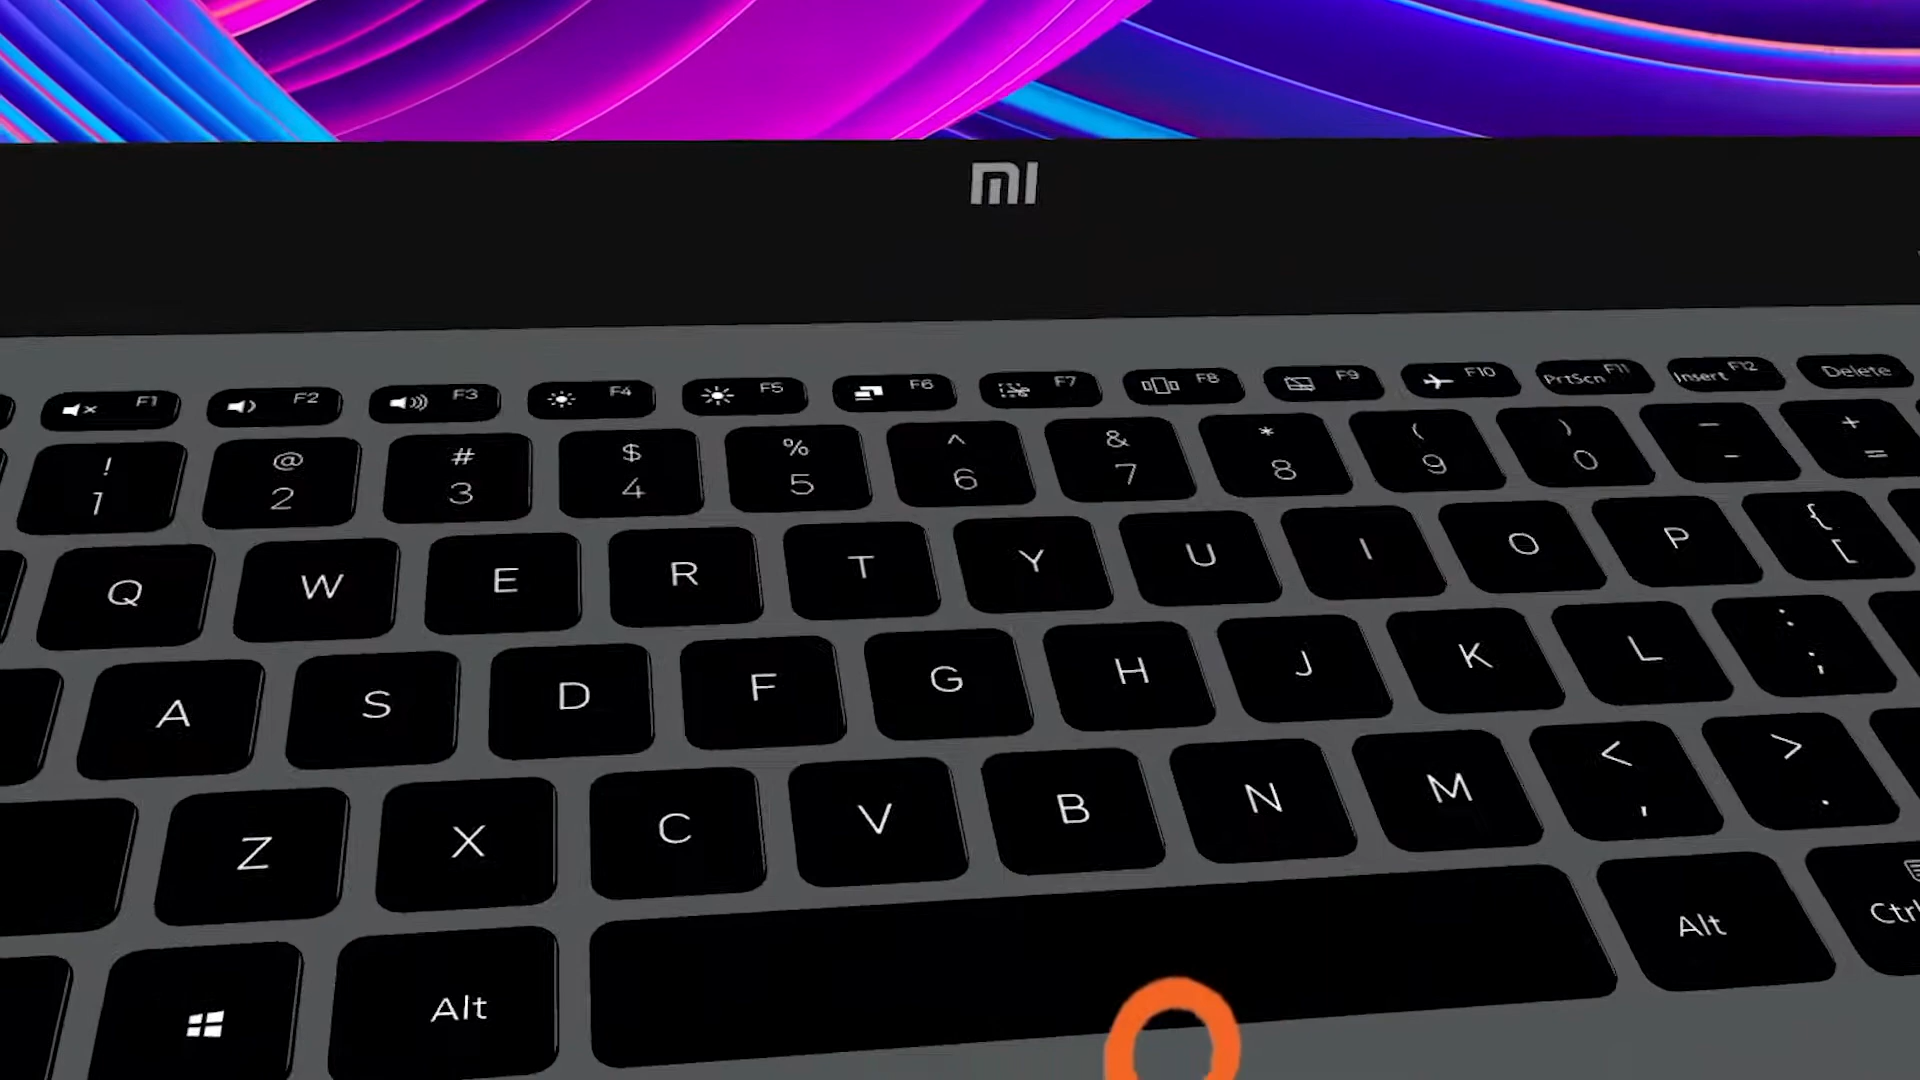 mi
F1 F2 F3 F4 F5 F6 F7 F8 F9 F10 PrtScn F11 Insert F12 Delete
! @ # $ % ^ & * ( ) _ +
1 2 3 4 5 6 7 8 9 0 - =
Q W E R T Y U I O P { [
A S D F G H J K L : ;
Z X C V B N M < , > .
Alt Alt